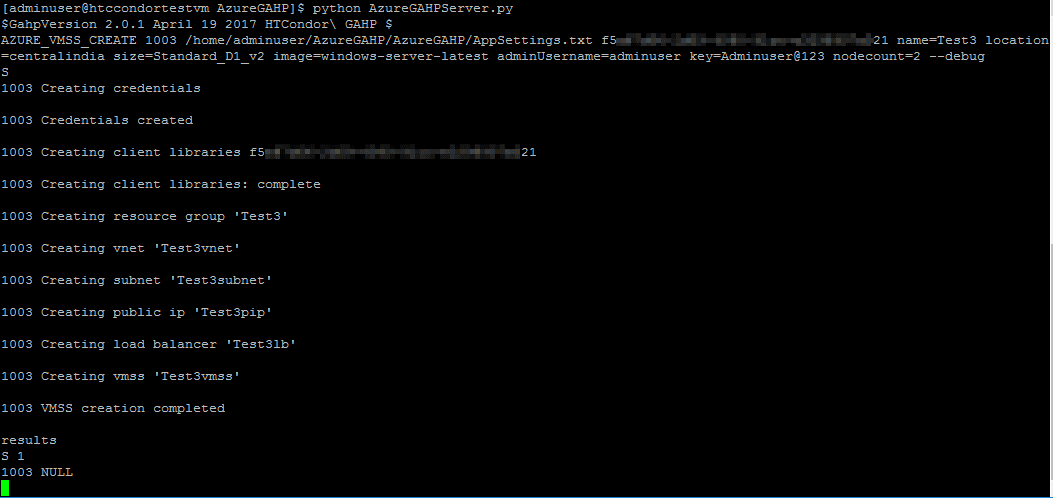 [adminuser@htccondortestvm AzureGAHP]$ python AzureGAHPServer.py
$GahpVersion 2.0.1 April 19 2017 HTCondor\ GAHP $
AZURE_VMSS_CREATE 1003 /home/adminuser/AzureGAHP/AzureGAHP/AppSettings.txt f5 21 name=Test3 location
=centralindia size=Standard_D1_v2 image=windows-server-latest adminUsername=adminuser key=Adminuser@123 nodecount=2 --debug
S
1003 Creating credentials
1003 Credentials created
1003 Creating client libraries f5 21
1003 Creating client libraries: complete
1003 Creating resource group 'Test3'
1003 Creating vnet 'Test3vnet'
1003 Creating subnet 'Test3subnet'
1003 Creating public ip 'Test3pip'
1003 Creating load balancer 'Test3lb'
1003 Creating vmss 'Test3vmss'
1003 VMSS creation completed
results
S 1
1003 NULL